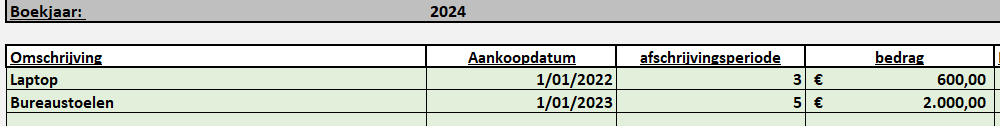 Boekjaar: 2024
Omschrijving Aankoopdatum afschrijvingsperiode bedrag
Laptop 1/01/2022 3 € 600,00
Bureaustoelen 1/01/2023 5 € 2.000,00